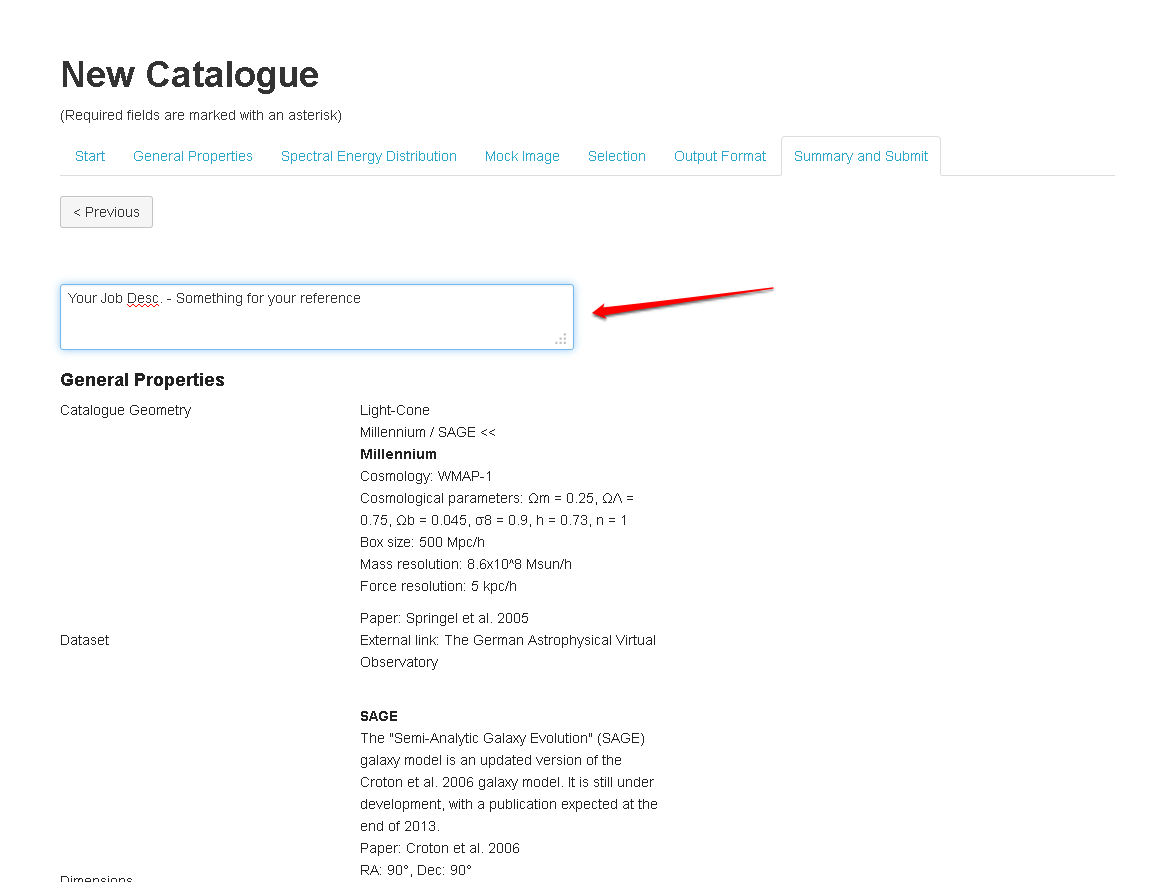 New Catalogue
(Required fields are marked with an asterisk)
Start General Properties Spectral Energy Distribution Mock Image Selection Output Format Summary and Submit
< Previous
Your Job Desc. - Something for your reference
General Properties
Catalogue Geometry Light-Cone
Millennium / SAGE <<
Millennium
Cosmology: WMAP-1
Cosmological parameters: Ωm = 0.25, ΩΛ =
0.75, Ωb = 0.045, σ8 = 0.9, h = 0.73, n = 1
Box size: 500 Mpc/h
Mass resolution: 8.6x10^8 Msun/h
Force resolution: 5 kpc/h
Paper: Springel et al. 2005
Dataset External link: The German Astrophysical Virtual
Observatory
SAGE
The "Semi-Analytic Galaxy Evolution" (SAGE)
galaxy model is an updated version of the
Croton et al. 2006 galaxy model. It is still under
development, with a publication expected at the
end of 2013.
Paper: Croton et al. 2006
RA: 90°, Dec: 90°
Dimensions